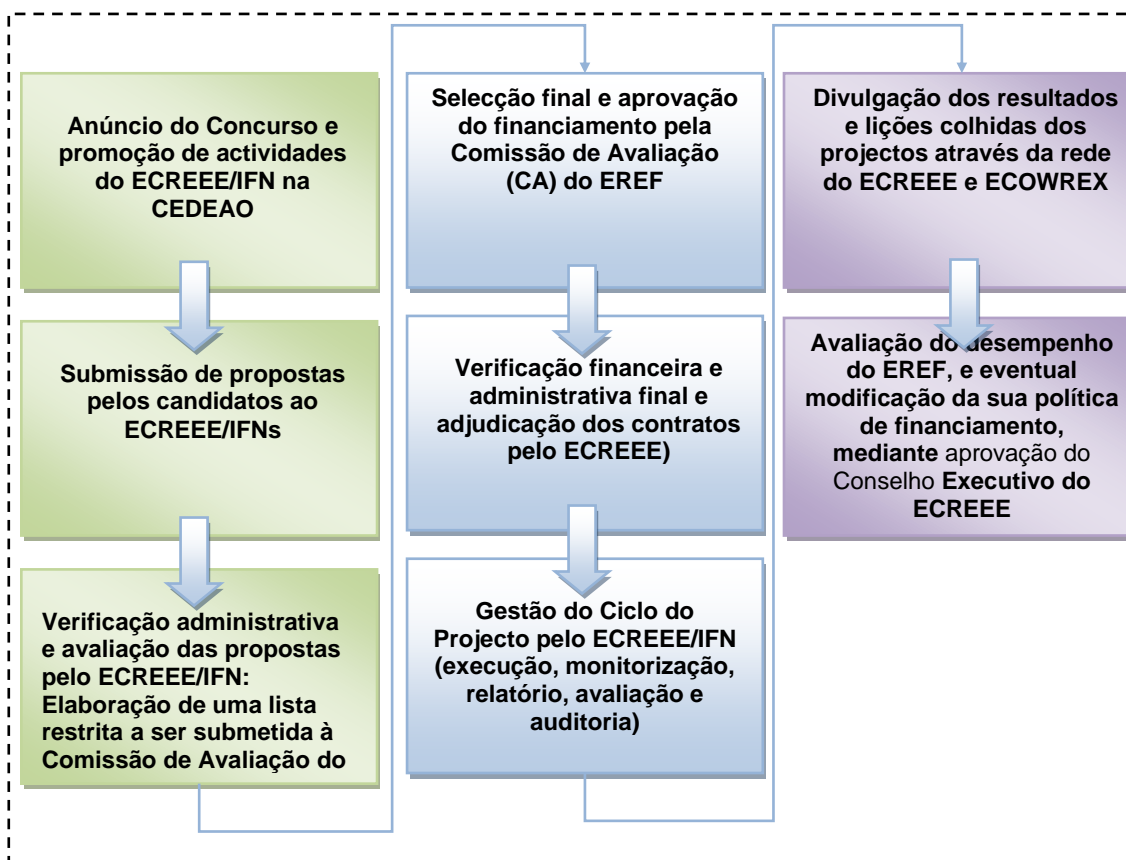 Anúncio do Concurso e
promoção de actividades
do ECREEE/IFN na
CEDEAO
Submissão de propostas
pelos candidatos ao
ECREEE/IFNs
Verificação administrativa
e avaliação das propostas
pelo ECREEE/IFN:
Elaboração de uma lista
restrita a ser submetida à
Comissão de Avaliação do
Selecção final e aprovação
do financiamento pela
Comissão de Avaliação
(CA) do EREF
Verificação financeira e
administrativa final e
adjudicação dos contratos
pelo ECREEE)
Gestão do Ciclo do
Projecto pelo ECREEE/IFN
(execução, monitorização,
relatório, avaliação e
auditoria)
Divulgação dos resultados
e lições colhidas dos
projectos através da rede
do ECREEE e ECOWREX
Avaliação do desempenho
do EREF, e eventual
modificação da sua política
de financiamento,
mediante aprovação do
Conselho Executivo do
ECREEE